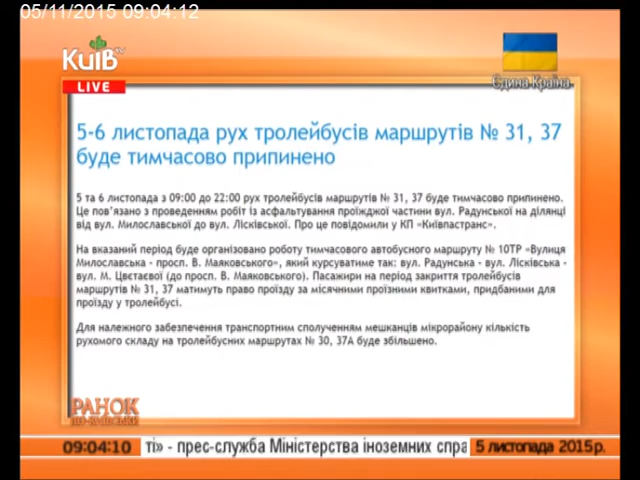 05/11/2015 09:04:12
КиЇВ tv
LIVE
Єдина Країна
5-6 листопада рух тролейбусів маршрутів № 31, 37
буде тимчасово припинено
5 та 6 листопада з 09:00 до 22:00 рух тролейбусів маршрутів № 31, 37 буде тимчасово припинено.
Це пов'язано з проведенням робіт із асфальтування проїжджої частини вул. Радунської на ділянці
від вул. Милославської до вул. Лісківської. Про це повідомили у КП «Київпастранс».
На вказаний період буде організовано роботу тимчасового автобусного маршруту № 10ТР «Вулиця
Милославська - просп. В. Маяковського», який курсуватиме так: вул. Радунська - вул. Лісківська -
вул. М. Цвєтаєвої (до просп. В. Маяковського). Пасажири на період закриття тролейбусів
маршрутів № 31, 37 матимуть право проїзду за місячними проїзними квитками, придбаними для
проїзду у тролейбусі.
Для належного забезпечення транспортним сполученням мешканців мікрорайону кількість
рухомого складу на тролейбусних маршрутах № 30, 37А буде збільшено.
РАНОК
ПО-КИЇВСЬКИ
09:04:10 ті» - прес-служба Міністерства іноземних спра 5 листопада 2015 р.